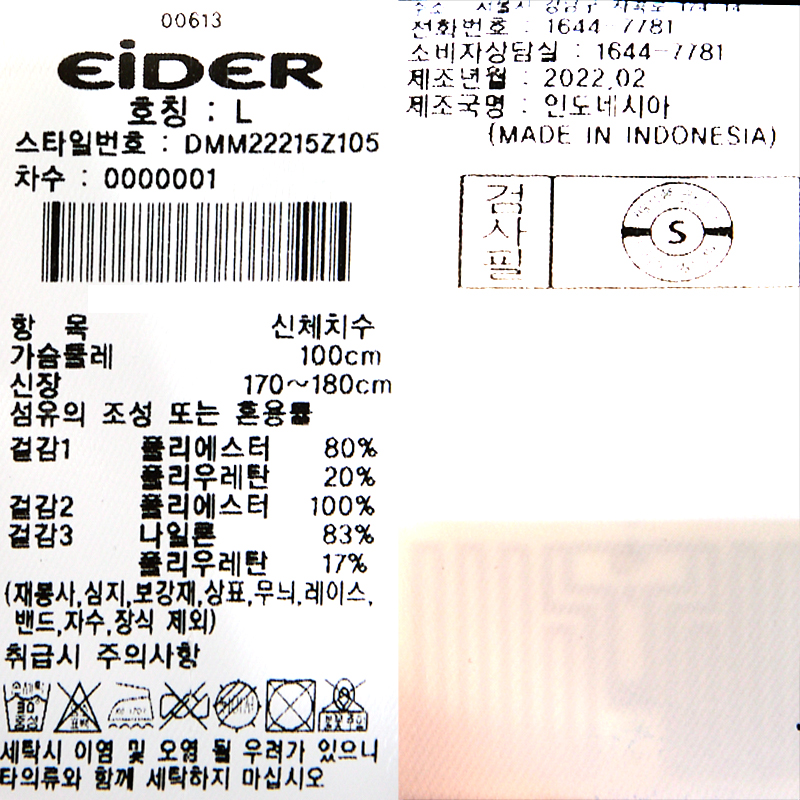 00613
EiDER
호칭 : L
스타일번호 : DMM22215Z105
차수 : 0000001
항 목 신체치수
가슴둘레 100cm
신장 170~180cm
섬유의 조성 또는 혼용률
겉감1 폴리에스터 80%
폴리우레탄 20%
겉감2 폴리에스터 100%
겉감3 나일론 83%
폴리우레탄 17%
(재봉사,심지,보강재,상표,무늬,레이스,
밴드,자수,장식 제외)
취급시 주의사항
손세탁
30°
중성
세탁시 이염 및 오염 될 우려가 있으니
타의류와 함께 세탁하지 마십시오
전화번호 : 1644-7781
소비자상담실 : 1644-7781
제조년월 : 2022.02
제조국명 : 인도네시아
(MADE IN INDONESIA)
검사필
S